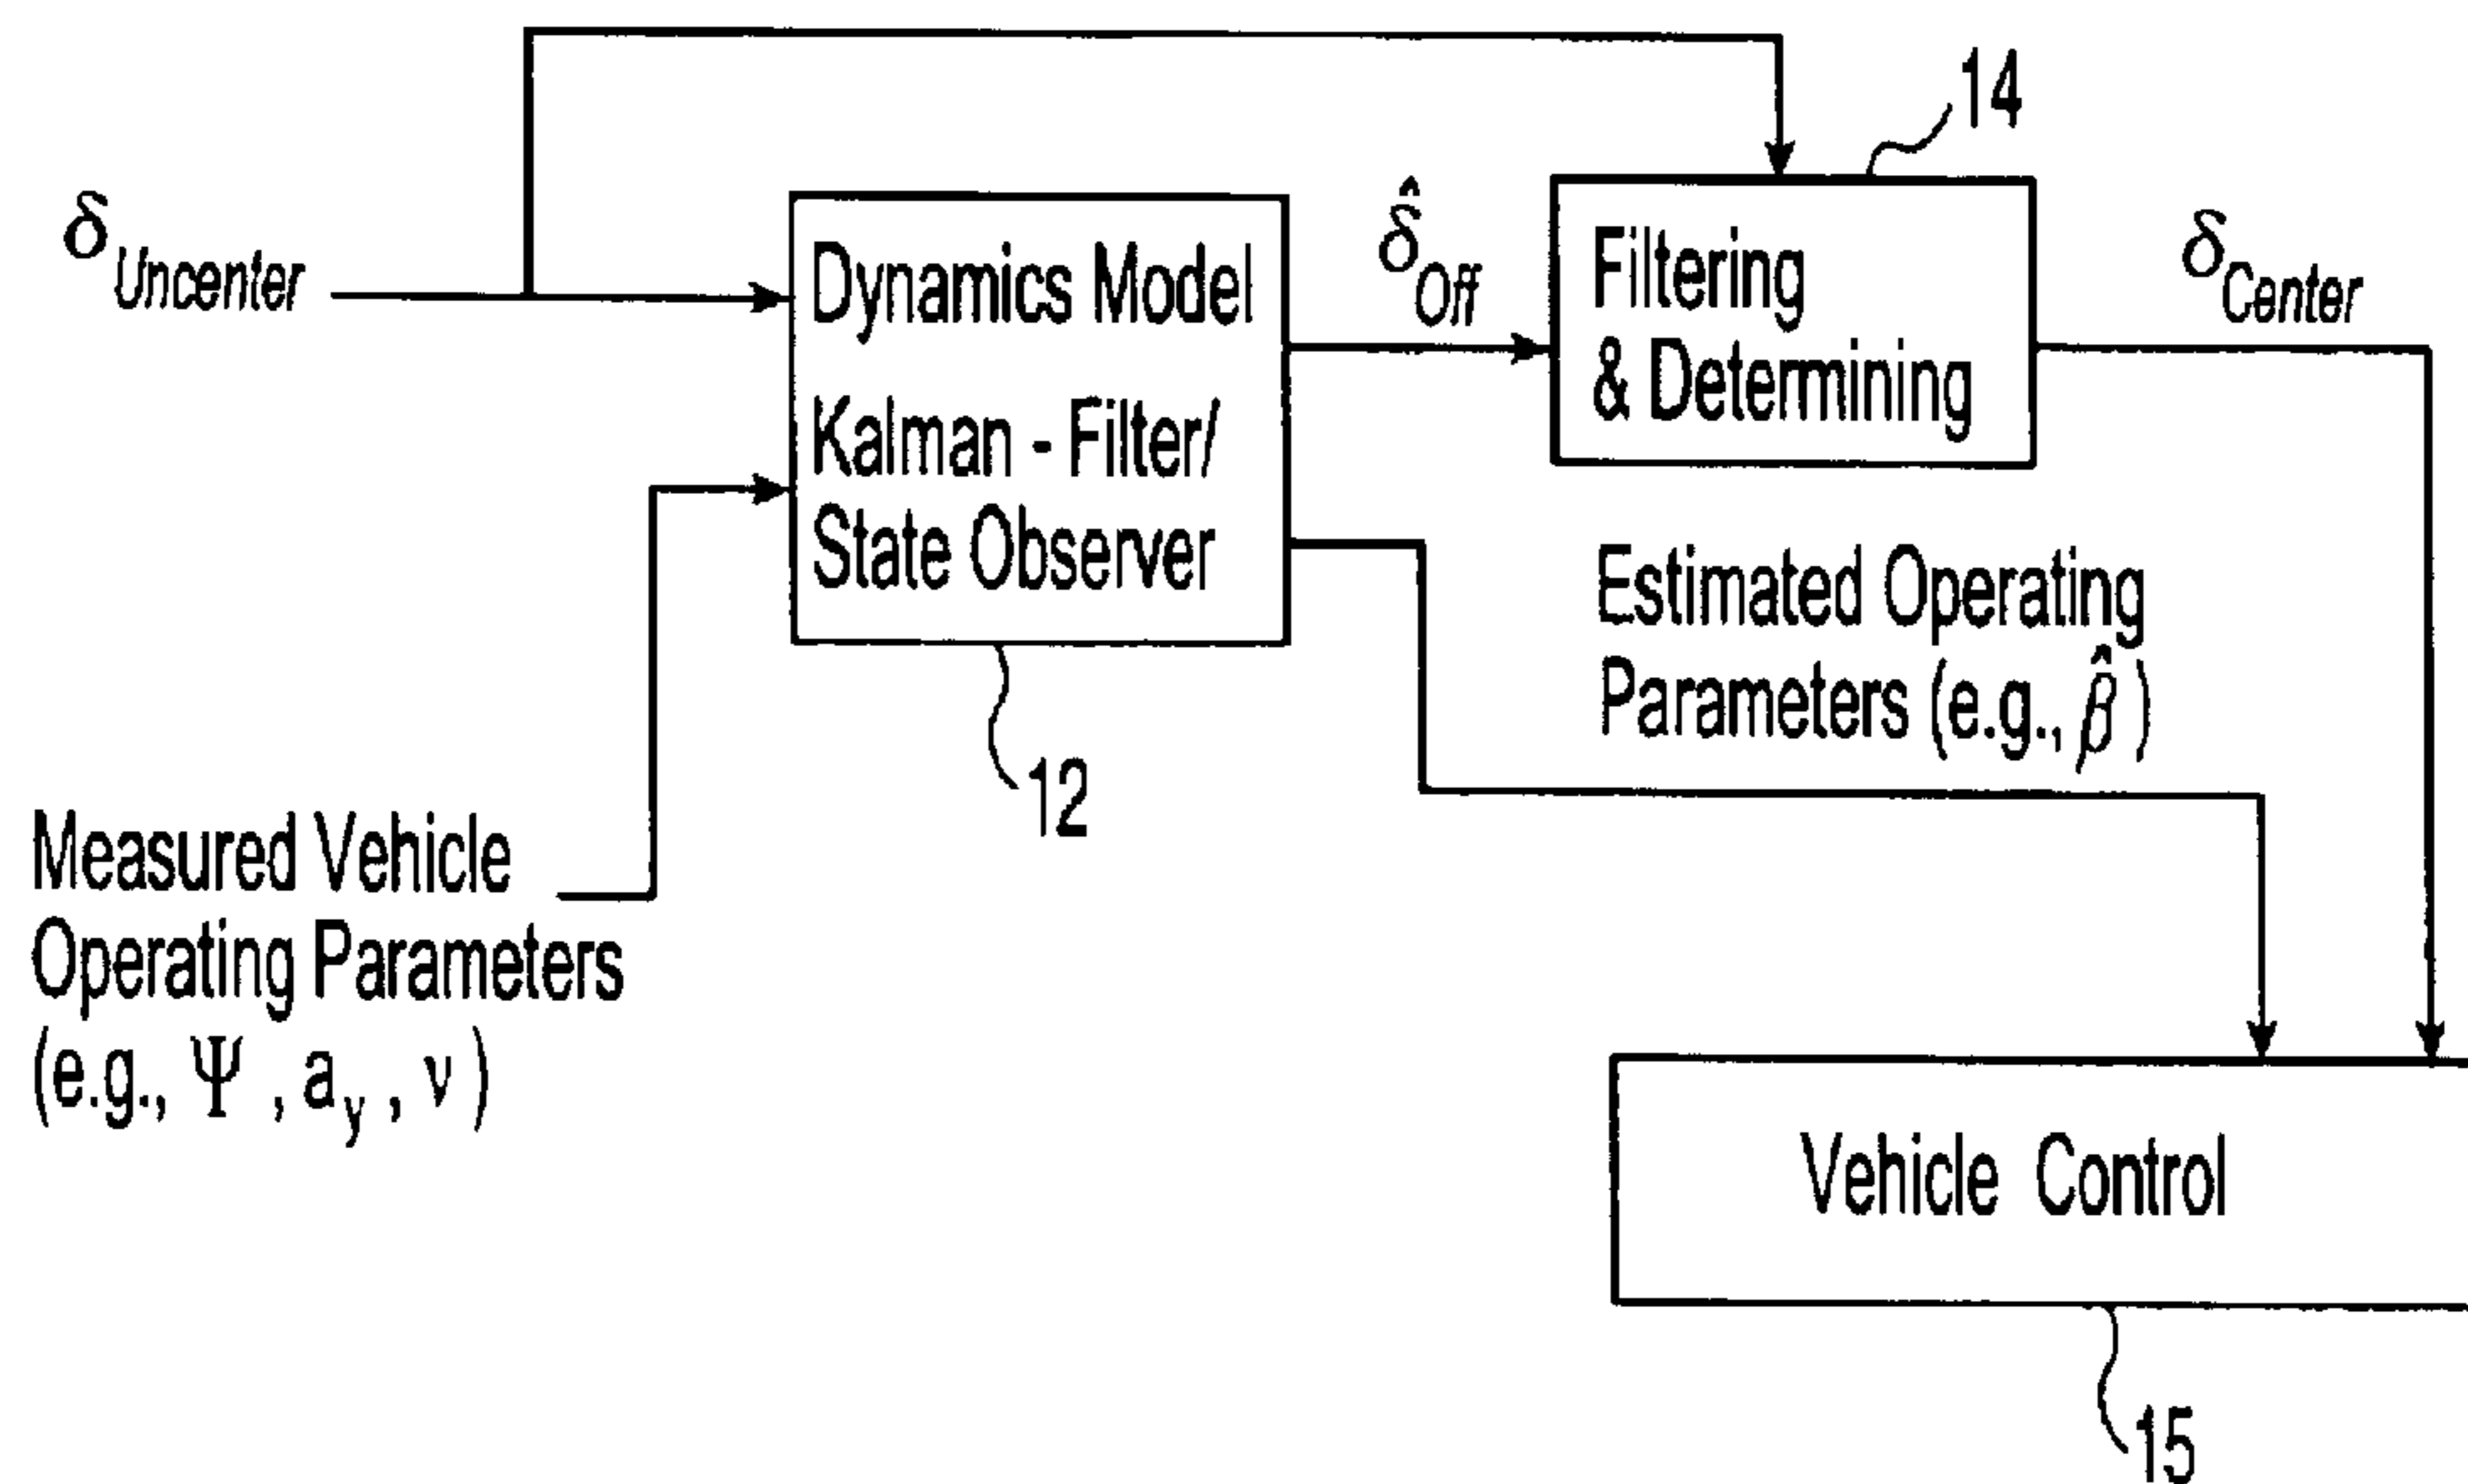 14
δUncenter
Dynamics Model
Kalman - Filter/
State Observer
δ̂Off
Filtering
& Determining
δCenter
Estimated Operating
Parameters (e.g., β̂ )
12
Measured Vehicle
Operating Parameters
(e.g., Ψ , ay , ν )
Vehicle Control
15